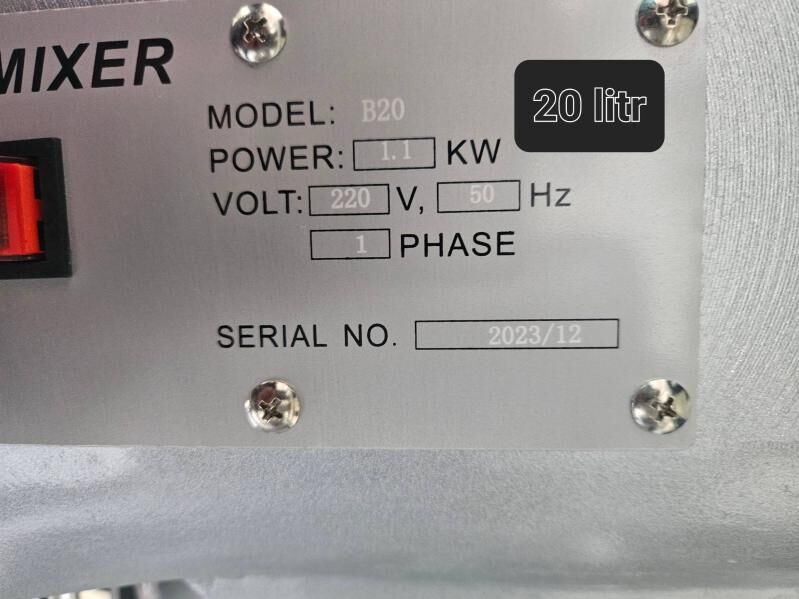 MIXER
MODEL: B20
20 litr
POWER: 1.1 KW
VOLT: 220 V, 50 Hz
1 PHASE
SERIAL NO. 2023/12